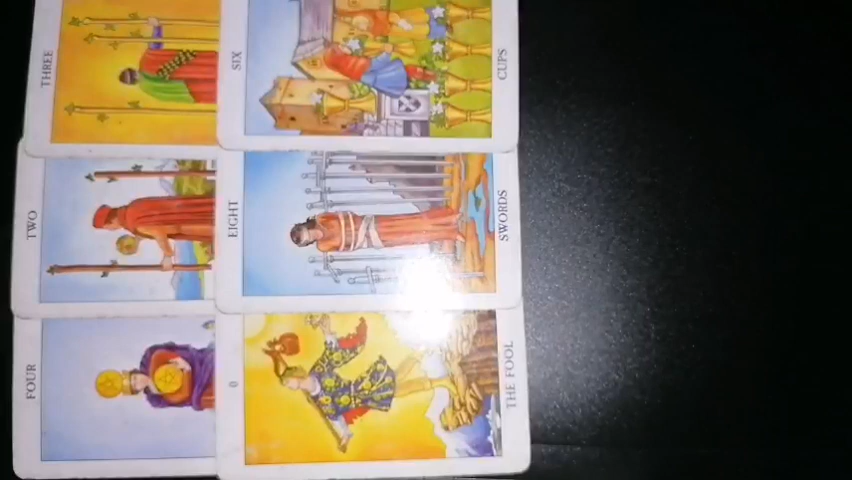 THREE
SIX
CUPS
TWO
EIGHT
SWORDS
FOUR
0
THE FOOL